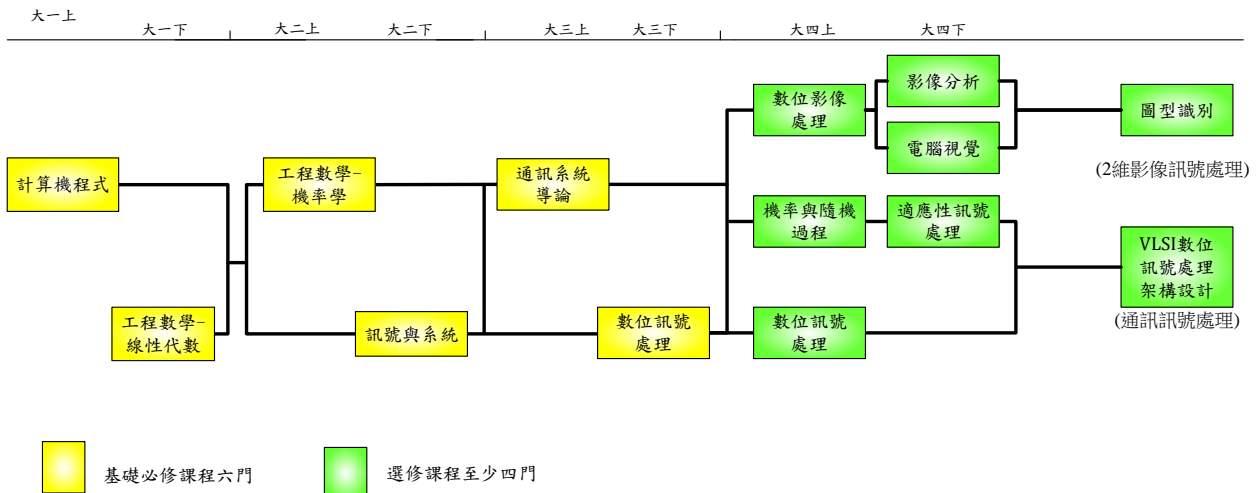 大一上
大一下
大二上
大二下
大三上
大三下
大四上
大四下
計算機程式
工程數學-
線性代數
工程數學-
機率學
訊號與系統
通訊系統
導論
數位訊號
處理
數位影像
處理
影像分析
電腦視覺
圖型識別
(2維影像訊號處理)
機率與隨機
過程
適應性訊號
處理
數位訊號
處理
VLSI數位
訊號處理
架構設計
(通訊訊號處理)
基礎必修課程六門
選修課程至少四門